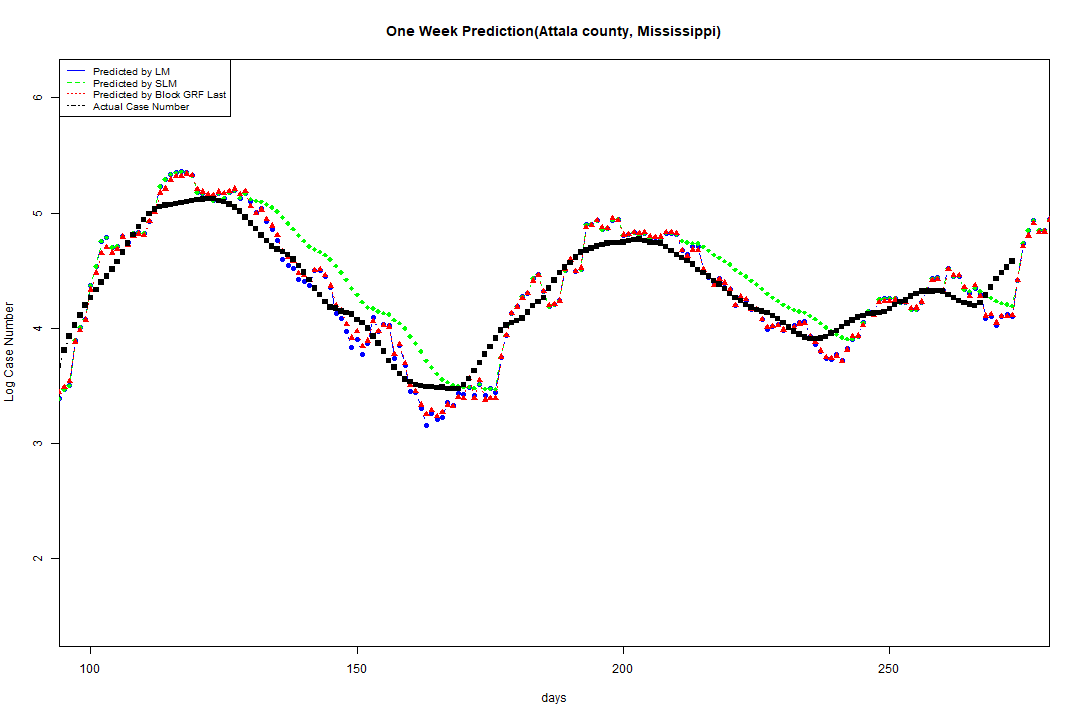 One Week Prediction(Attala county, Mississippi)
Predicted by LM
Predicted by SLM
Predicted by Block GRF Last
Actual Case Number
6
5
4
3
2
Log Case Number
100 150 200 250
days